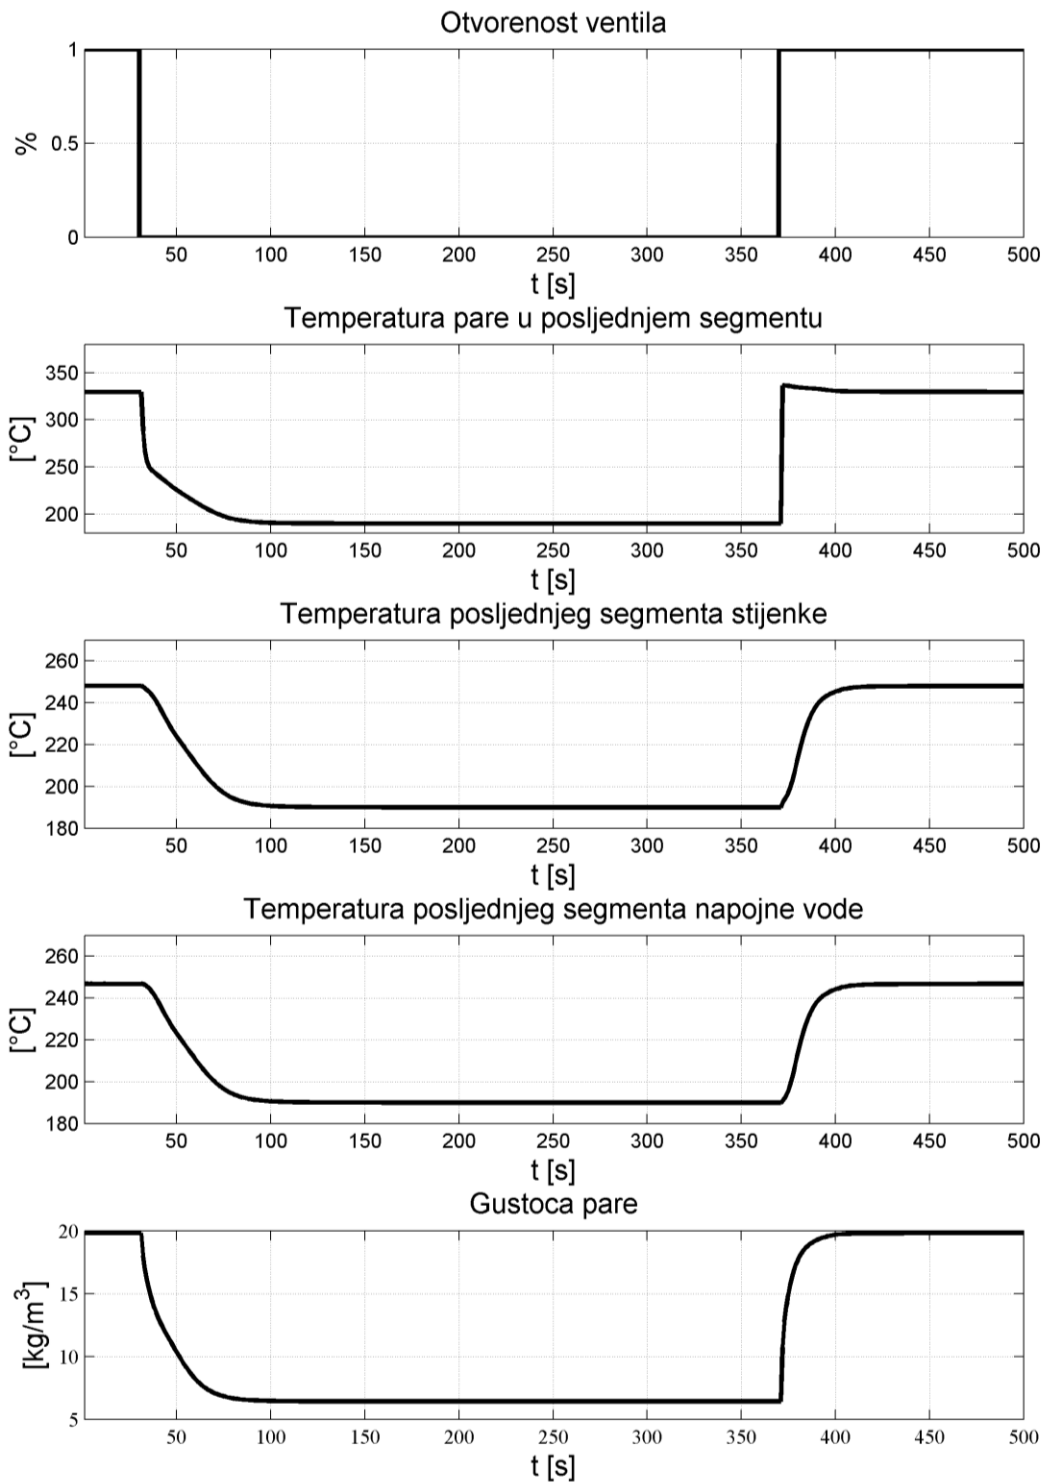 Otvorenost ventila
1
0.5
0
%
50 100 150 200 250 300 350 400 450 500
t [s]
Temperatura pare u posljednjem segmentu
350
300
250
200
[°C]
50 100 150 200 250 300 350 400 450 500
t [s]
Temperatura posljednjeg segmenta stijenke
260
240
220
200
180
[°C]
50 100 150 200 250 300 350 400 450 500
t [s]
Temperatura posljednjeg segmenta napojne vode
260
240
220
200
180
[°C]
50 100 150 200 250 300 350 400 450 500
t [s]
Gustoca pare
20
15
10
5
[kg/m³]
50 100 150 200 250 300 350 400 450 500
t [s]